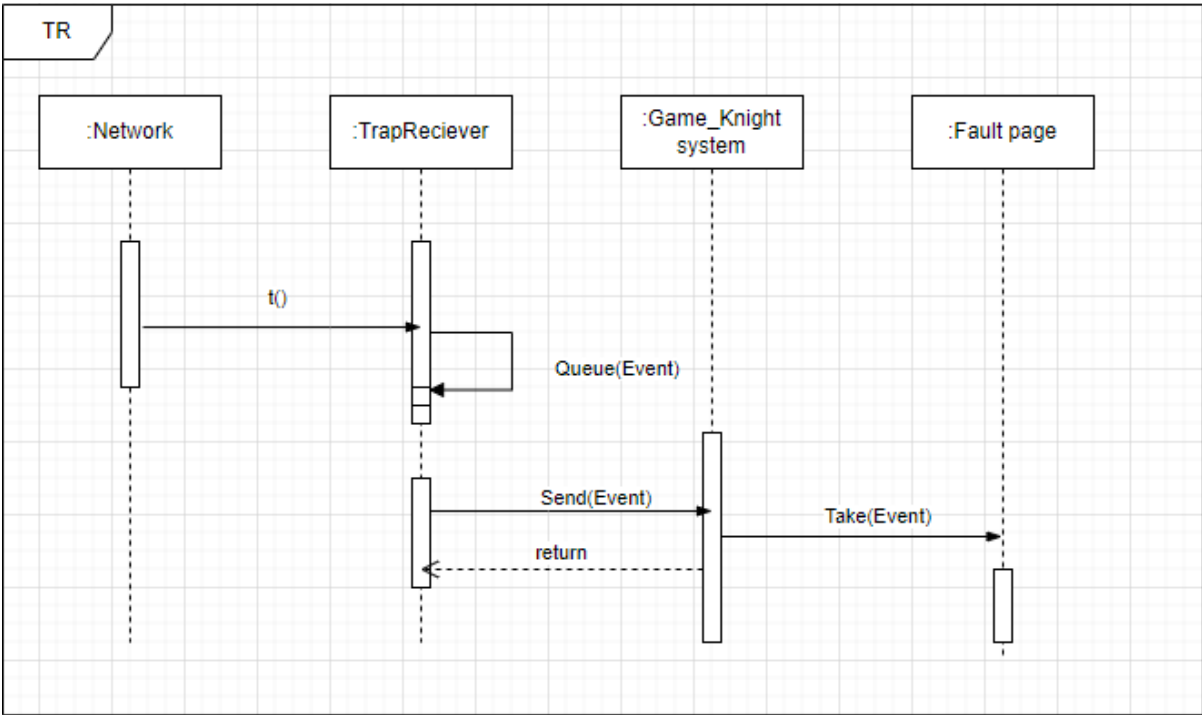 TR
:Network
:TrapReciever
:Game_Knight
system
:Fault page
t()
Queue(Event)
Send(Event)
Take(Event)
return